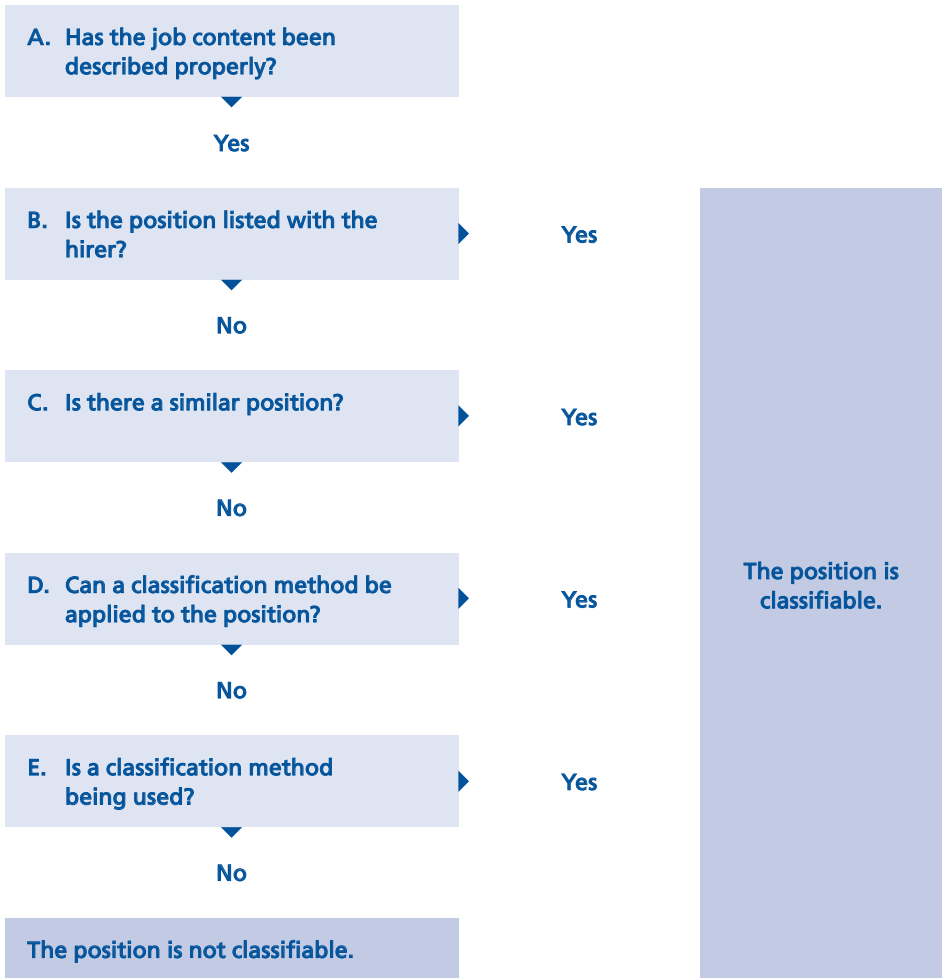 A. Has the job content been
described properly?
Yes
B. Is the position listed with the
hirer?
Yes
No
C. Is there a similar position?
Yes
No
D. Can a classification method be
applied to the position?
Yes
No
E. Is a classification method
being used?
Yes
No
The position is not classifiable.
The position is
classifiable.